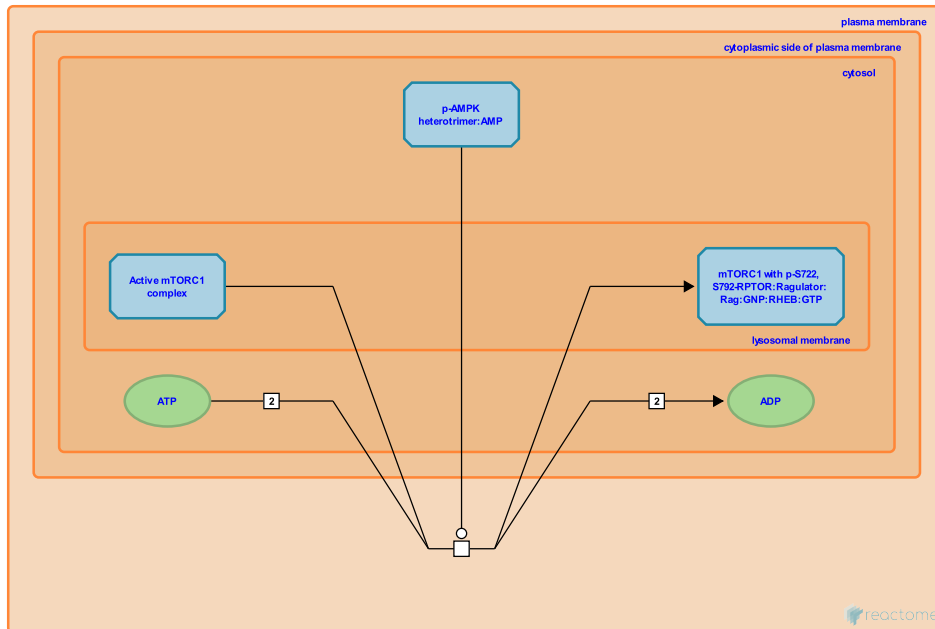 plasma membrane
cytoplasmic side of plasma membrane
cytosol
p-AMPK
heterotrimer:AMP
Active mTORC1
complex
mTORC1 with p-S722,
S792-RPTOR:Ragulator:
Rag:GNP:RHEB:GTP
lysosomal membrane
ATP
2
2
ADP
reactome